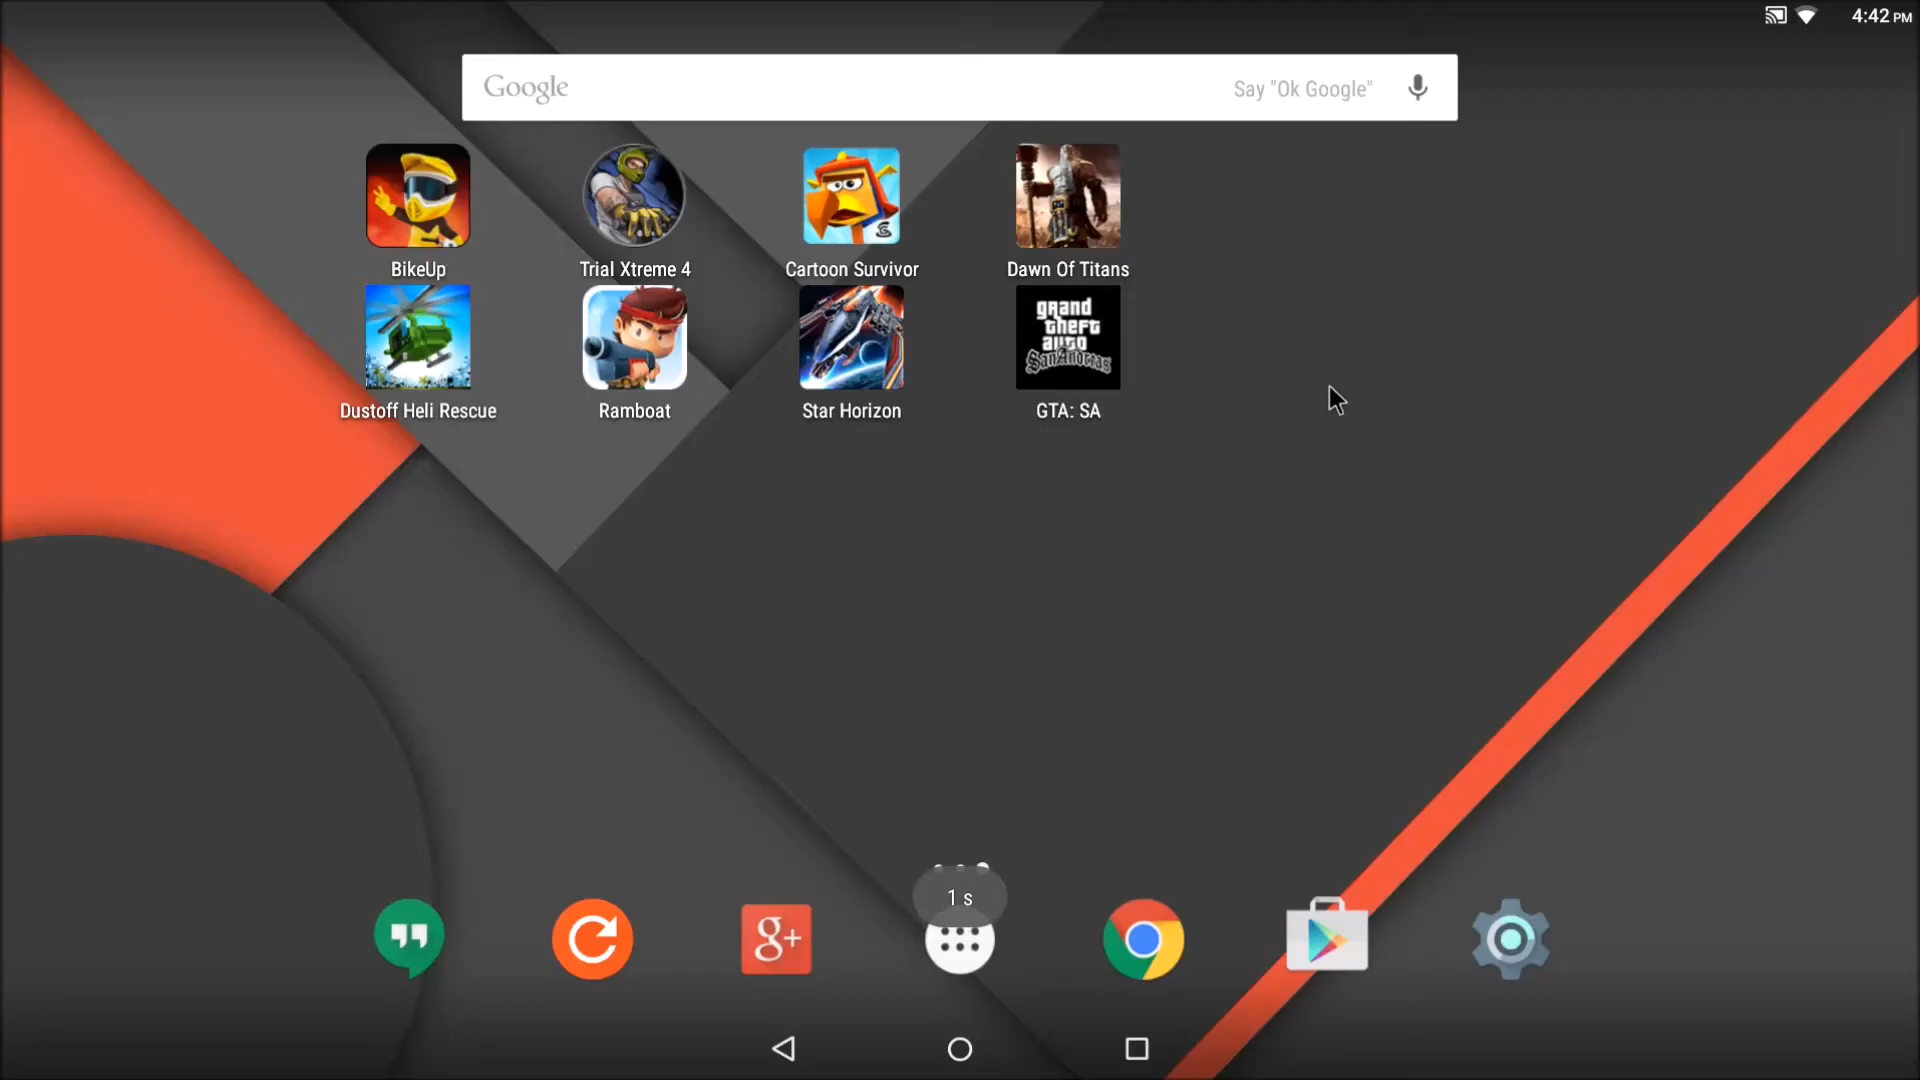 4:42 PM
Google
Say "Ok Google"
BikeUp
Trial Xtreme 4
Cartoon Survivor
Dawn Of Titans
grand
theft
auto
San Andreas
Dustoff Heli Rescue
Ramboat
Star Horizon
GTA: SA
1 s
g+